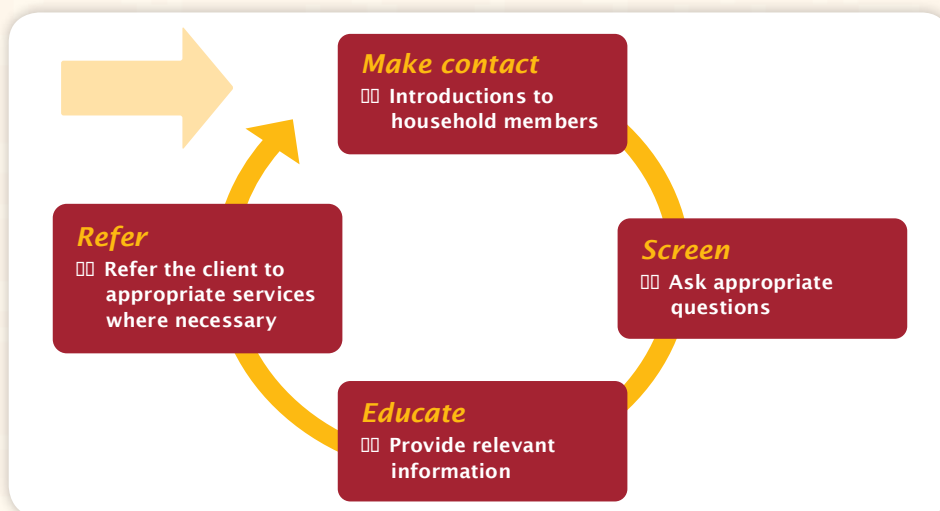 Make contact
Introductions to
household members
Refer
Refer the client to
appropriate services
where necessary
Screen
Ask appropriate
questions
Educate
Provide relevant
information